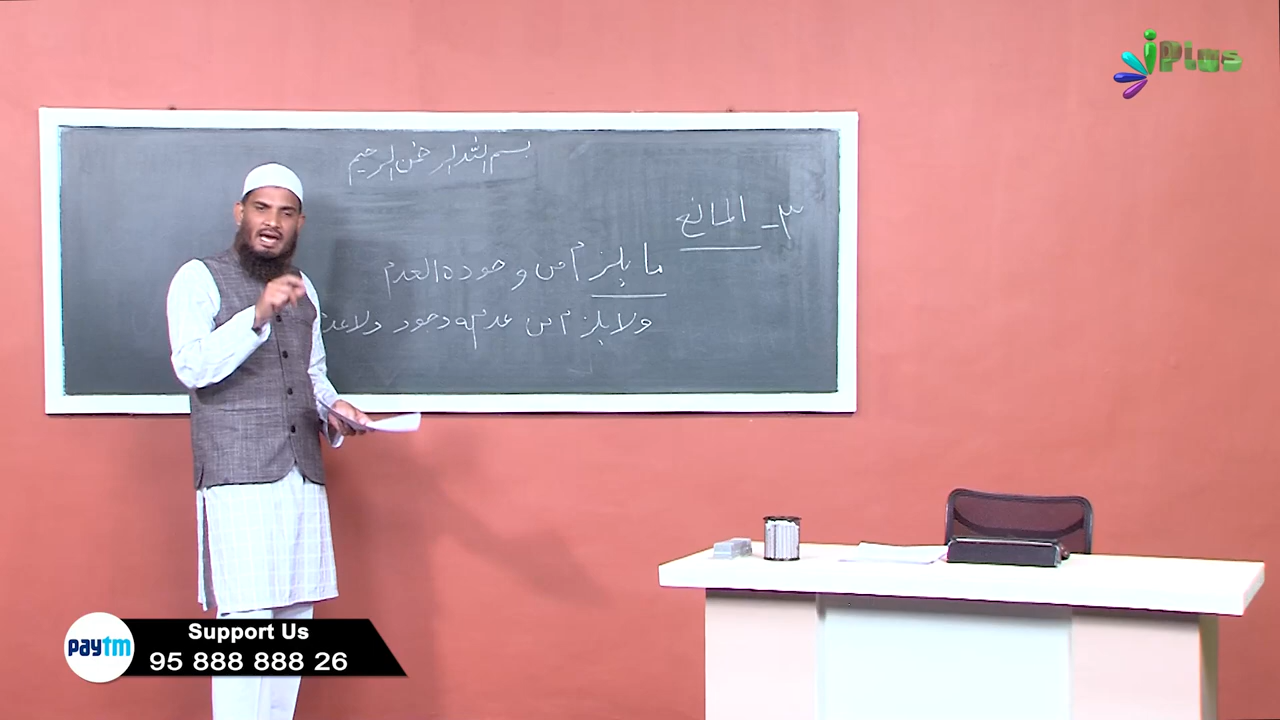 iPlus
بسم الله الرحمن الرحيم
٣- المانع
ما يلزم من وجوده العدم
ولا يلزم من عدمه وجود ولا عدم
paytm
Support Us
95 888 888 26